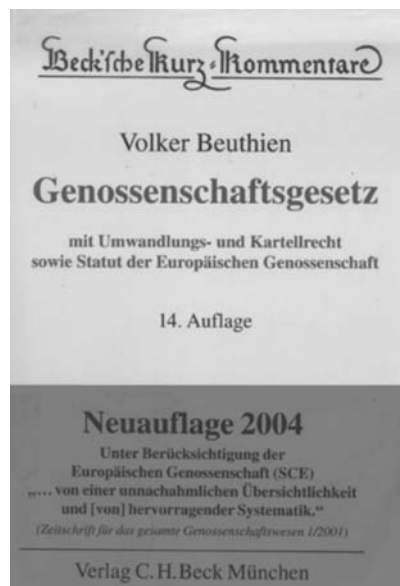 Beck'sche Kurz-Kommentare
Volker Beuthien
Genossenschaftsgesetz
mit Umwandlungs- und Kartellrecht
sowie Statut der Europäischen Genossenschaft
14. Auflage
Neuauflage 2004
Unter Berücksichtigung der
Europäischen Genossenschaft (SCE)
„... von einer unnachahmlichen Übersichtlichkeit
und [von] hervorragender Systematik.“
(Zeitschrift für das gesamte Genossenschaftswesen 1/2001)
Verlag C.H.Beck München